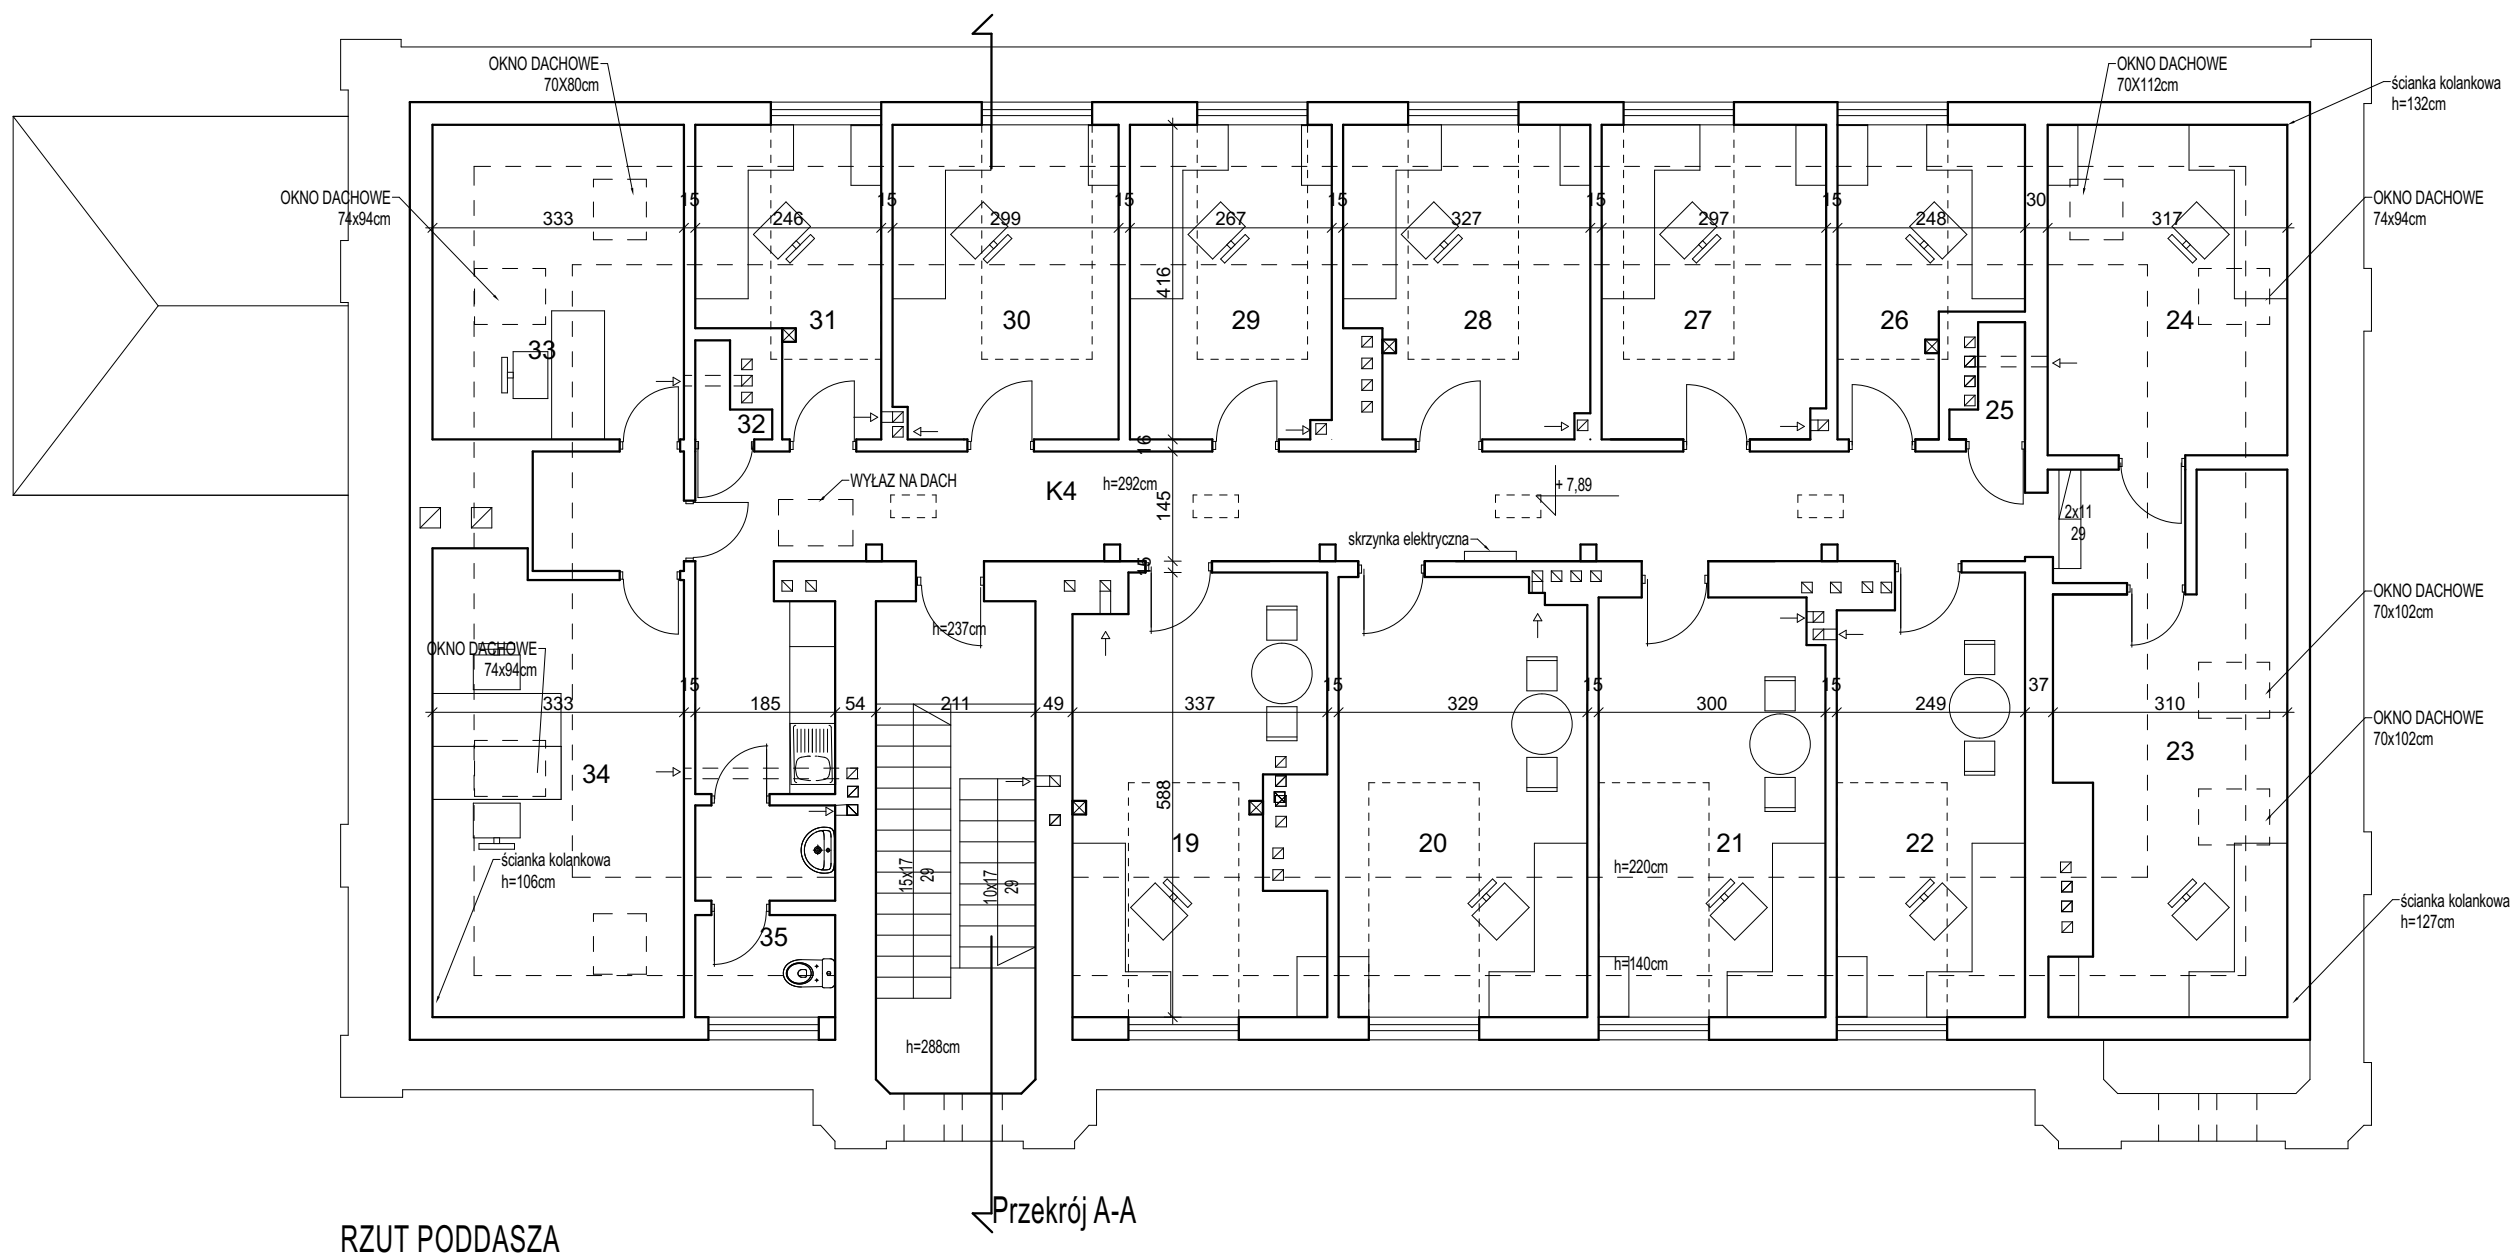 OKNO DACHOWE
70X80cm
OKNO DACHOWE
70X112cm
ścianka kolankowa
h=132cm
OKNO DACHOWE
74x94cm
OKNO DACHOWE
74x94cm
15
15
15
15
15
15
30
333
246
299
267
327
297
248
317
416
31
30
29
28
27
26
24
33
32
25
16
WYŁAZ NA DACH
K4
h=292cm
145
+ 7,89
2x11
29
skrzynka elektryczna
15
h=237cm
OKNO DACHOWE
70x102cm
OKNO DACHOWE
74x94cm
15
15
15
15
37
333
185
54
211
49
337
329
300
249
310
OKNO DACHOWE
70x102cm
23
34
588
19
20
21
22
ścianka kolankowa
h=106cm
15x17
29
10x17
29
h=220cm
ścianka kolankowa
h=127cm
35
h=140cm
h=288cm
Przekrój A-A
RZUT PODDASZA